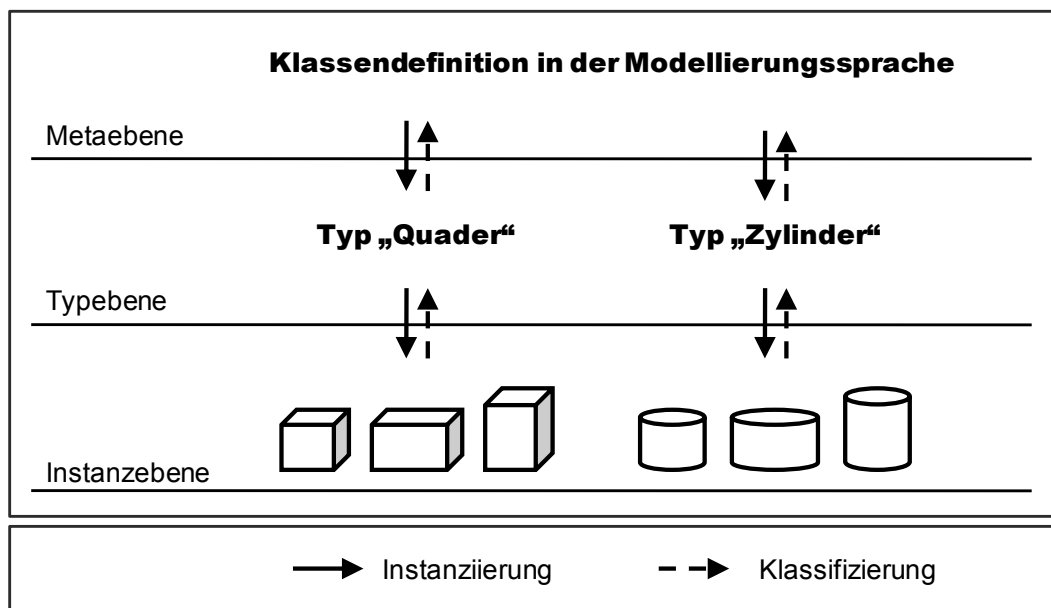 Klassendefinition in der Modellierungssprache
Metaebene
Typ „Quader“ Typ „Zylinder“
Typebene
Instanzebene
Instanziierung Klassifizierung